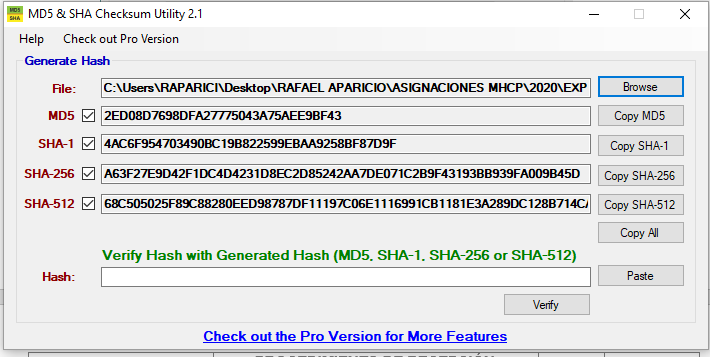 MD5 SHA
MD5 & SHA Checksum Utility 2.1
Help Check out Pro Version
Generate Hash
File: C:\Users\RAPARICI\Desktop\RAFAEL APARICIO\ASIGNACIONES MHCP\2020\EXP Browse
MD5 2ED08D7698DFA27775043A75AEE9BF43 Copy MD5
SHA-1 4AC6F954703490BC19B822599EBAA9258BF87D9F Copy SHA-1
SHA-256 A63F27E9D42F1DC4D4231D8EC2D85242AA7DE071C2B9F43193BB939FA009B45D Copy SHA-256
SHA-512 68C505025F89C88280EED98787DF11197C06E1116991CB1181E3A289DC128B714CA Copy SHA-512
Copy All
Verify Hash with Generated Hash (MD5, SHA-1, SHA-256 or SHA-512)
Hash: Paste
Verify
Check out the Pro Version for More Features